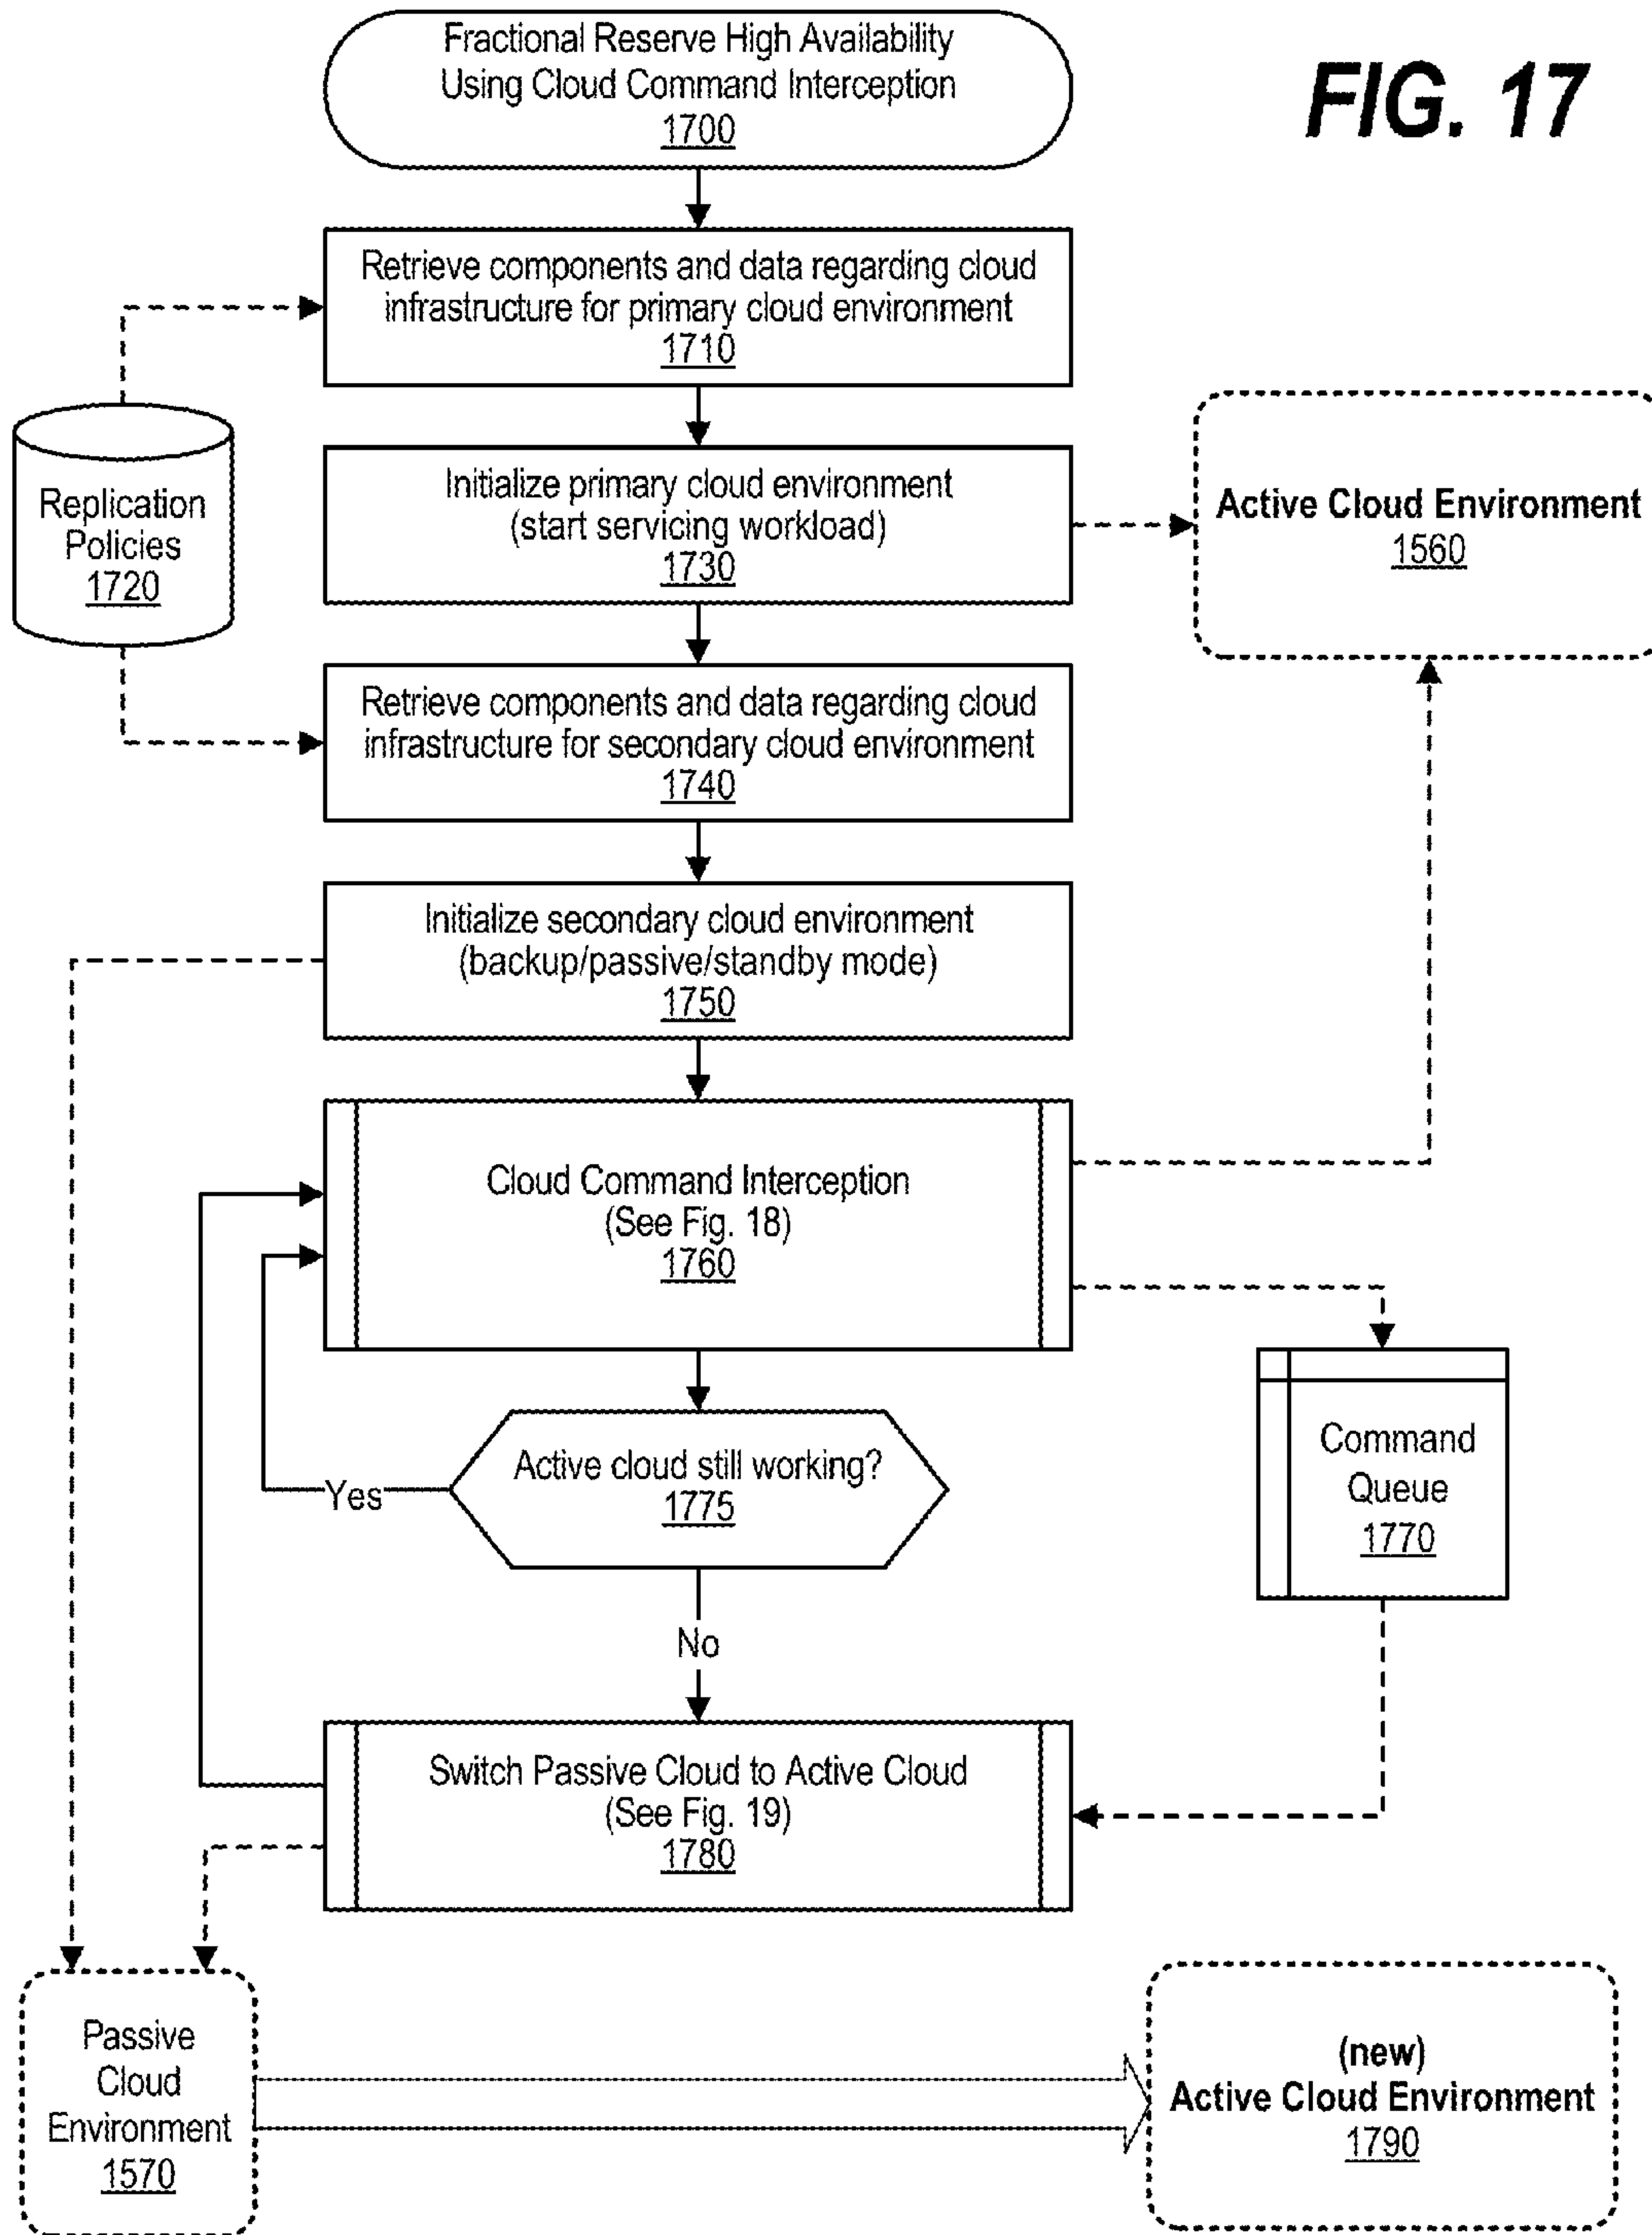 Fractional Reserve High Availability
Using Cloud Command Interception
1700
FIG. 17
Retrieve components and data regarding cloud
infrastructure for primary cloud environment
1710
Replication
Policies
1720
Initialize primary cloud environment
(start servicing workload)
1730
Active Cloud Environment
1560
Retrieve components and data regarding cloud
infrastructure for secondary cloud environment
1740
Initialize secondary cloud environment
(backup/passive/standby mode)
1750
Cloud Command Interception
(See Fig. 18)
1760
Active cloud still working?
1775
Yes
No
Command
Queue
1770
Switch Passive Cloud to Active Cloud
(See Fig. 19)
1780
Passive
Cloud
Environment
1570
(new)
Active Cloud Environment
1790